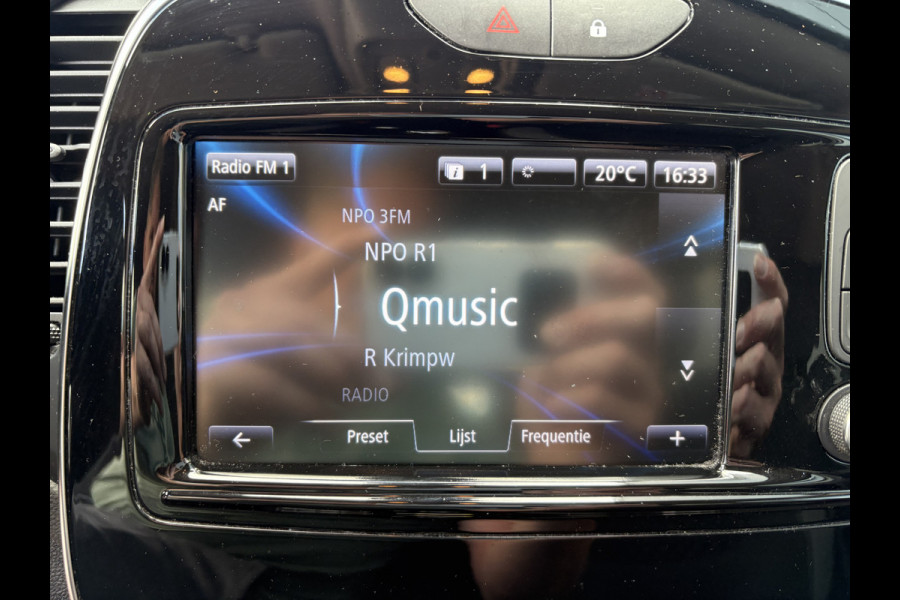 Radio FM 1
1
20°C
16:33
AF
NPO 3FM
NPO R1
Qmusic
R Krimpw
RADIO
Preset
Lijst
Frequentie